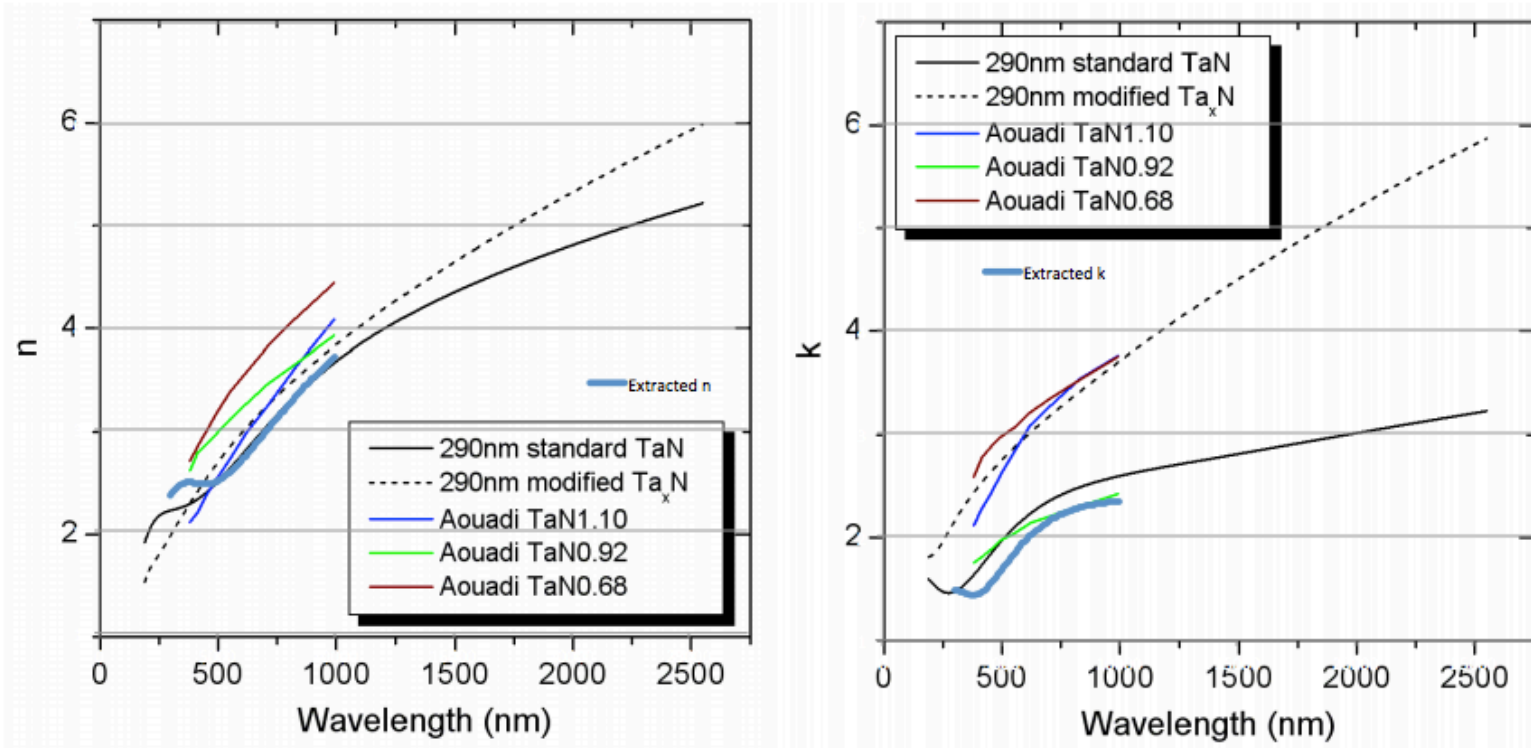 6
4
2
n
0
500
1000
1500
2000
2500
Wavelength (nm)
Extracted n
290nm standard TaN
290nm modified TaxN
Aouadi TaN1.10
Aouadi TaN0.92
Aouadi TaN0.68
290nm standard TaN
290nm modified TaxN
Aouadi TaN1.10
Aouadi TaN0.92
Aouadi TaN0.68
Extracted k
6
4
2
k
0
500
1000
1500
2000
2500
Wavelength (nm)